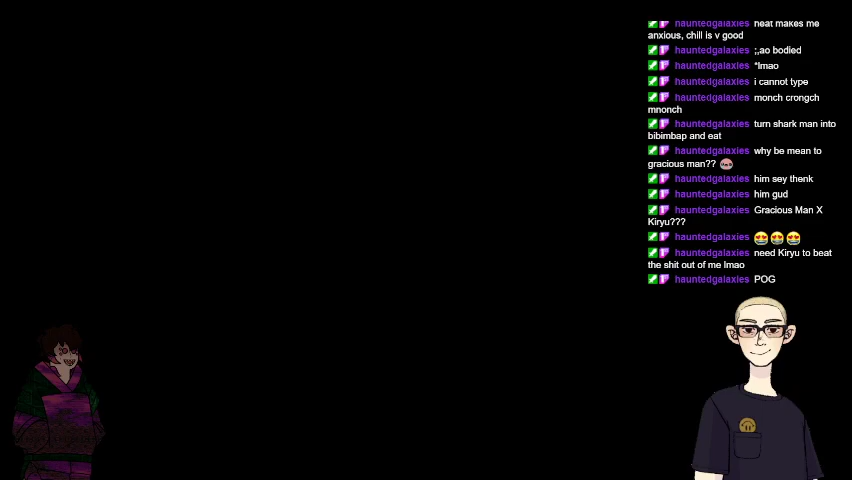 hauntedgalaxies neat makes me
anxious, chill is v good
hauntedgalaxies ;,ao bodied
hauntedgalaxies *lmao
hauntedgalaxies i cannot type
hauntedgalaxies monch crongch
mnonch
hauntedgalaxies turn shark man into
bibimbap and eat
hauntedgalaxies why be mean to
gracious man??
hauntedgalaxies him sey thenk
hauntedgalaxies him gud
hauntedgalaxies Gracious Man X
Kiryu???
hauntedgalaxies
hauntedgalaxies need Kiryu to beat
the shit out of me lmao
hauntedgalaxies POG